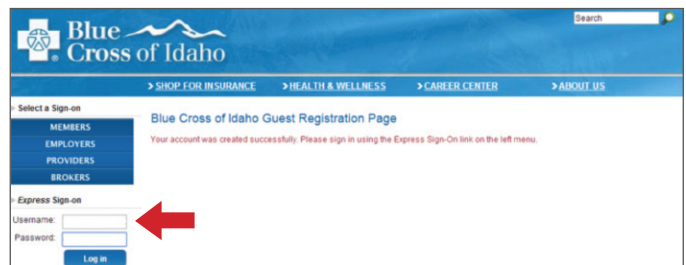 Search
Blue
Cross of Idaho
> SHOP FOR INSURANCE > HEALTH & WELLNESS > CAREER CENTER > ABOUT US
Select a Sign-on
MEMBERS
EMPLOYERS
PROVIDERS
BROKERS
Blue Cross of Idaho Guest Registration Page
Your account was created successfully. Please sign in using the Express Sign-On link on the left menu.
Express Sign-on
Username:
Password:
Log in